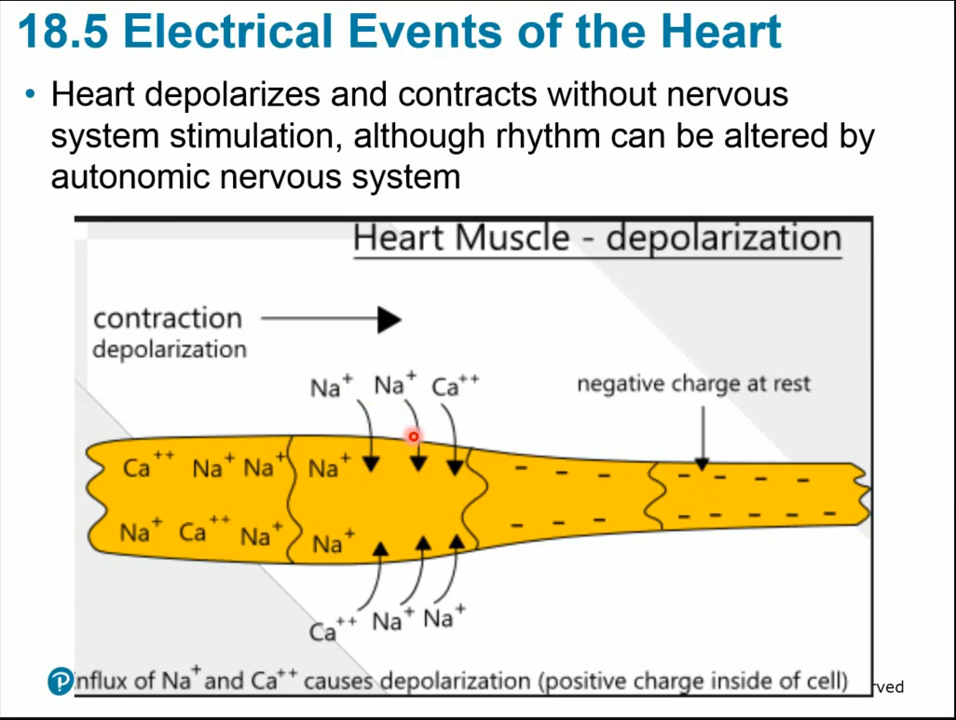 18.5 Electrical Events of the Heart
• Heart depolarizes and contracts without nervous
system stimulation, although rhythm can be altered by
autonomic nervous system
Heart Muscle - depolarization
contraction
depolarization
Na⁺ Na⁺ Ca⁺⁺
negative charge at rest
Ca⁺⁺ Na⁺ Na⁺ Na⁺
Na⁺ Ca⁺⁺ Na⁺ Na⁺
Ca⁺⁺ Na⁺ Na⁺
nflux of Na⁺ and Ca⁺⁺ causes depolarization (positive charge inside of cell)
rved